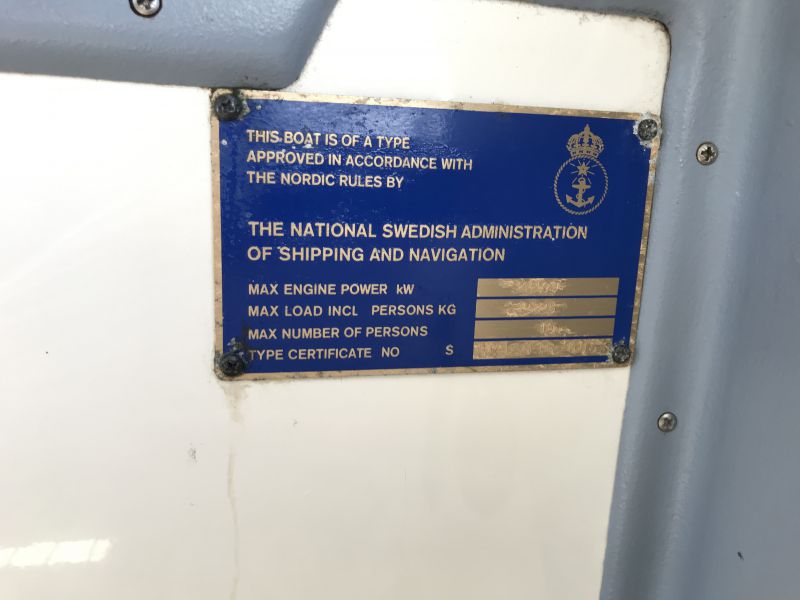 THIS BOAT IS OF A TYPE
APPROVED IN ACCORDANCE WITH
THE NORDIC RULES BY
THE NATIONAL SWEDISH ADMINISTRATION
OF SHIPPING AND NAVIGATION
MAX ENGINE POWER kW
MAX LOAD INCL PERSONS KG
MAX NUMBER OF PERSONS
TYPE CERTIFICATE NO S